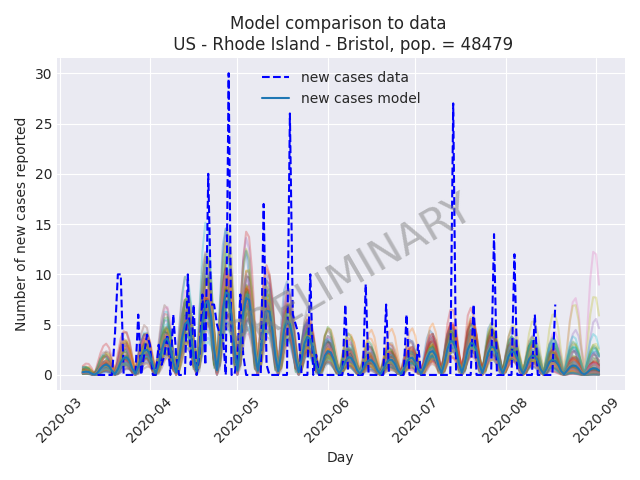 Model comparison to data
US - Rhode Island - Bristol, pop. = 48479
new cases data
new cases model
PRELIMINARY
Number of new cases reported
30
25
20
15
10
5
0
2020-03
2020-04
2020-05
2020-06
2020-07
2020-08
2020-09
Day